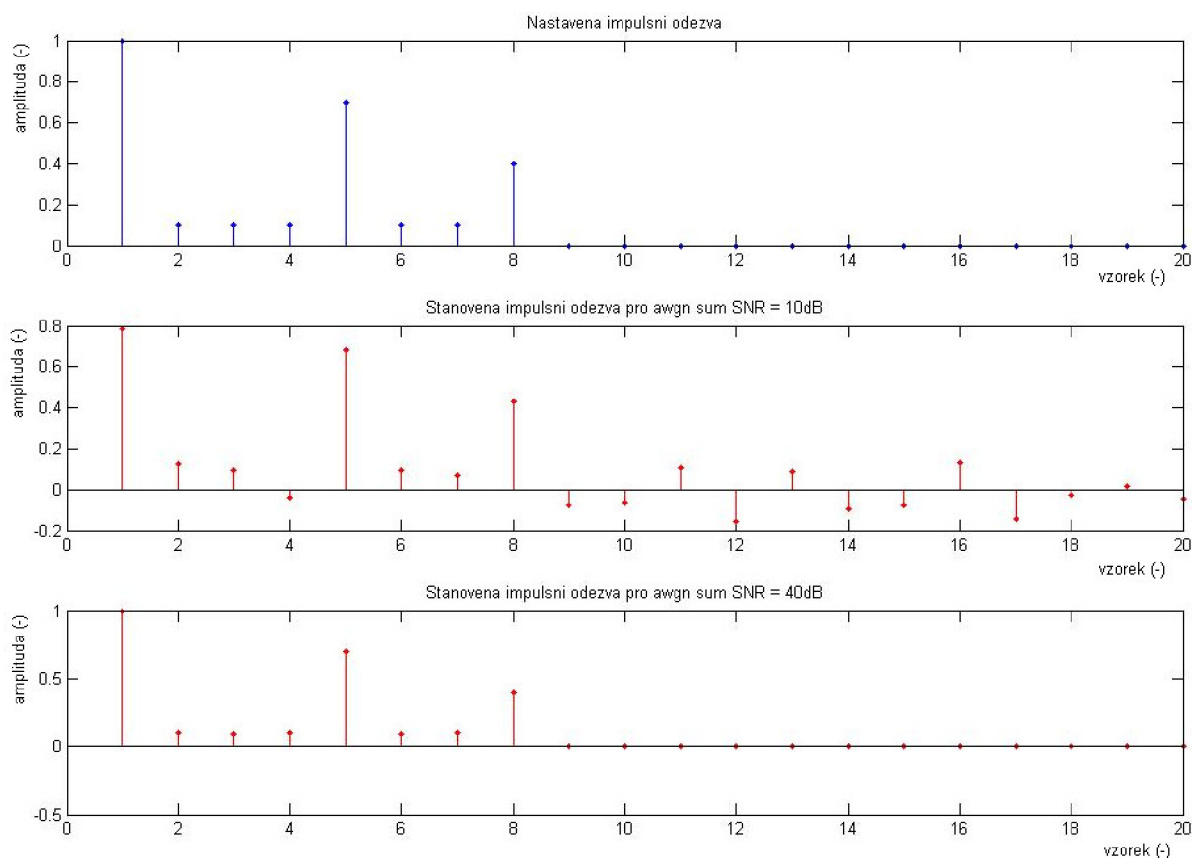 Nastavena impulsni odezva
amplituda (-)
1
0.8
0.6
0.4
0.2
0
0 2 4 6 8 10 12 14 16 18 20
vzorek (-)
Stanovena impulsni odezva pro awgn sum SNR = 10dB
amplituda (-)
0.8
0.6
0.4
0.2
0
-0.2
0 2 4 6 8 10 12 14 16 18 20
vzorek (-)
Stanovena impulsni odezva pro awgn sum SNR = 40dB
amplituda (-)
1
0.5
0
-0.5
0 2 4 6 8 10 12 14 16 18 20
vzorek (-)